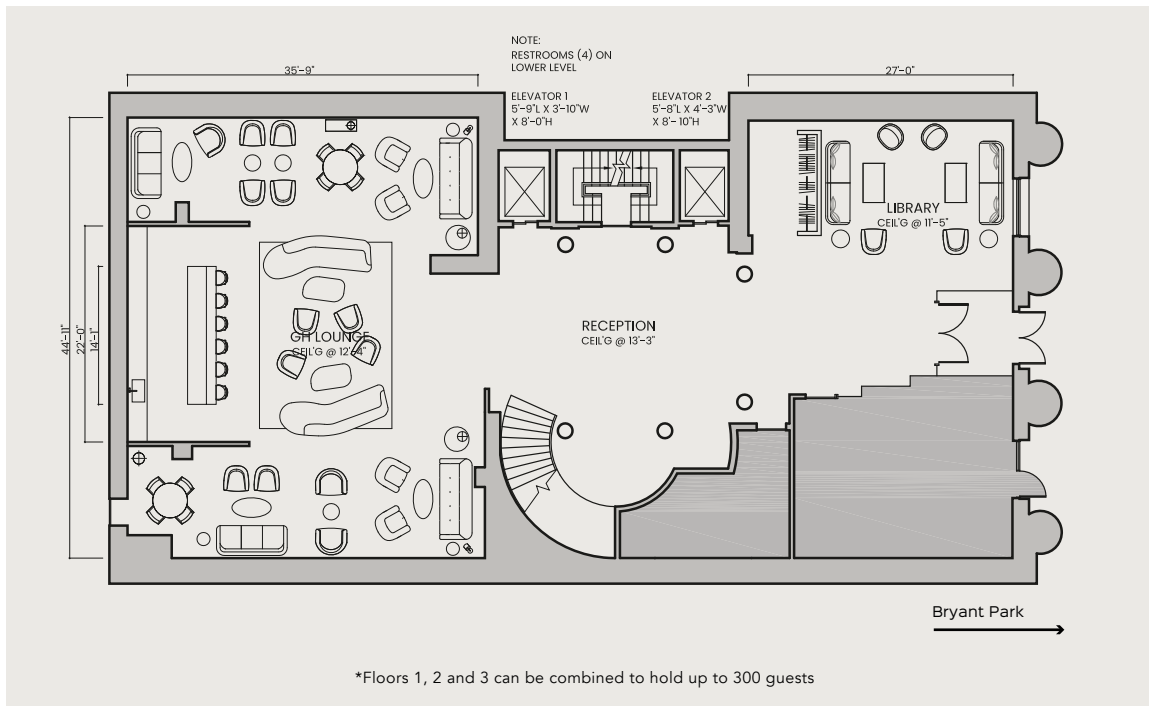 NOTE:
RESTROOMS (4) ON
LOWER LEVEL
35'-9"
27'-0"
ELEVATOR 1
5'-9"L X 3'-10"W
X 8'-0"H
ELEVATOR 2
5'-8"L X 4'-3"W
X 8'- 10"H
LIBRARY
CEIL'G @ 11'-5"
44'-11"
22'-0"
14'-1"
GH LOUNGE
CEIL'G @ 12'-4"
RECEPTION
CEIL'G @ 13'-3"
Bryant Park
*Floors 1, 2 and 3 can be combined to hold up to 300 guests